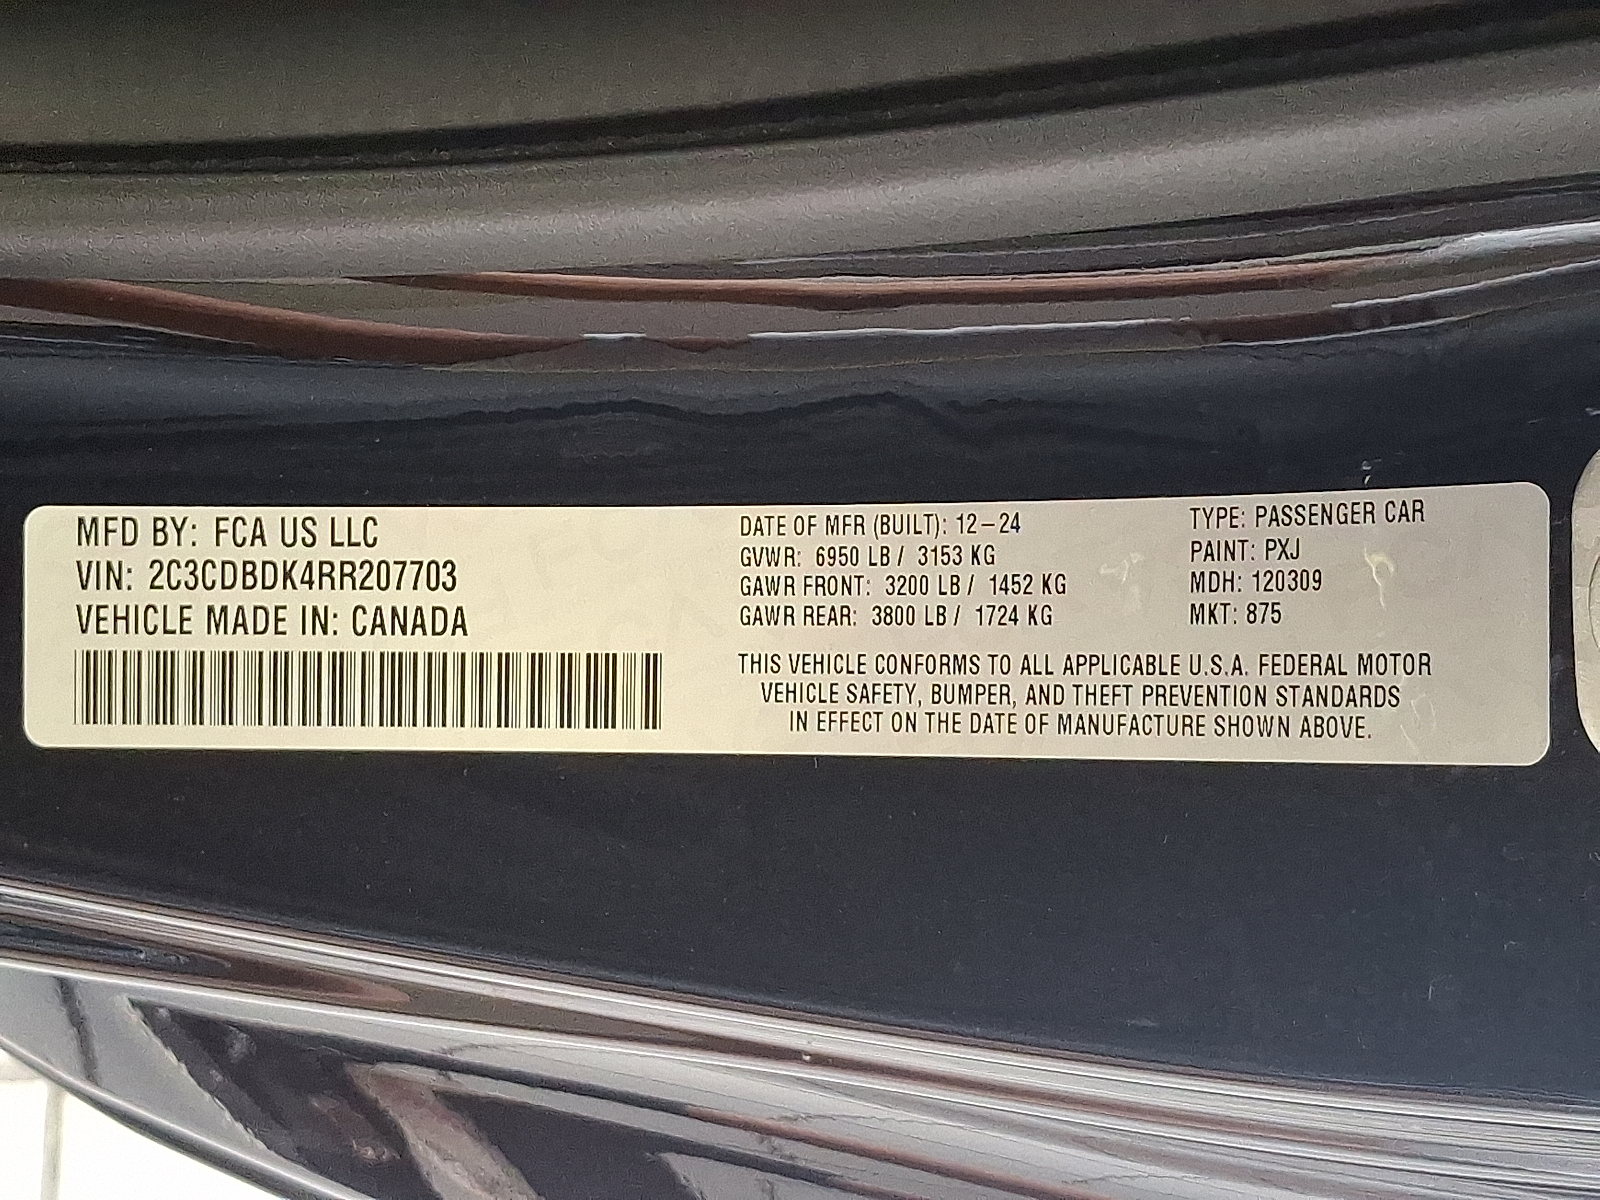 MFD BY: FCA US LLC
VIN: 2C3CDBDK4RR207703
VEHICLE MADE IN: CANADA
DATE OF MFR (BUILT): 12-24
GVWR: 6950 LB / 3153 KG
GAWR FRONT: 3200 LB / 1452 KG
GAWR REAR: 3800 LB / 1724 KG
TYPE: PASSENGER CAR
PAINT: PXJ
MDH: 120309
MKT: 875
THIS VEHICLE CONFORMS TO ALL APPLICABLE U.S.A. FEDERAL MOTOR
VEHICLE SAFETY, BUMPER, AND THEFT PREVENTION STANDARDS
IN EFFECT ON THE DATE OF MANUFACTURE SHOWN ABOVE.